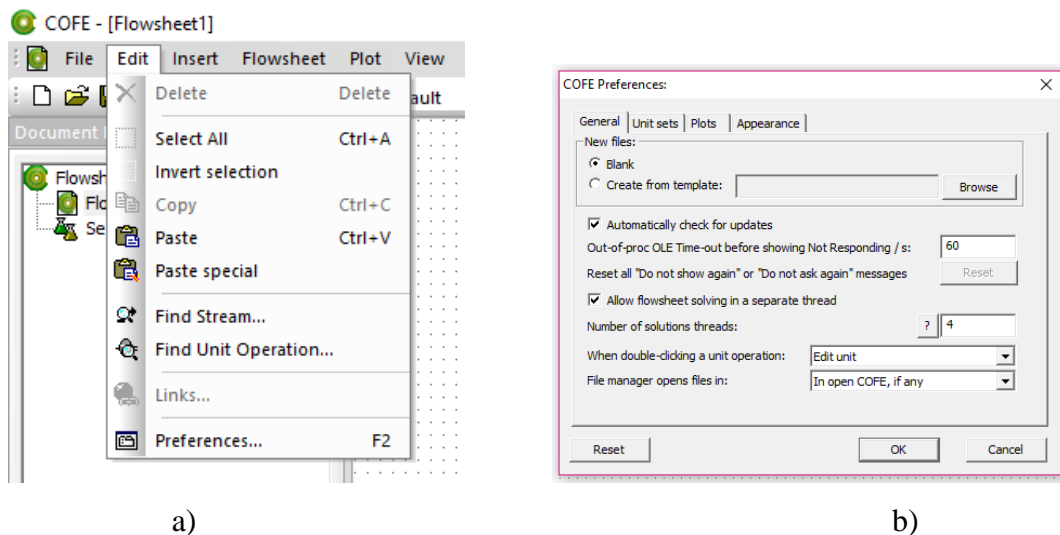 COFE - [Flowsheet1]
File Edit Insert Flowsheet Plot View
Delete Delete
ault
Document
Select All Ctrl+A
Invert selection
Flowsh
Flo
Copy Ctrl+C
Se
Paste Ctrl+V
Paste special
Find Stream...
Find Unit Operation...
Links...
Preferences... F2
a)
COFE Preferences:
General Unit sets Plots Appearance
New files:
Blank
Create from template: Browse
Automatically check for updates
Out-of-proc OLE Time-out before showing Not Responding / s: 60
Reset all "Do not show again" or "Do not ask again" messages Reset
Allow flowsheet solving in a separate thread
Number of solutions threads: ? 4
When double-clicking a unit operation: Edit unit
File manager opens files in: In open COFE, if any
Reset OK Cancel
b)